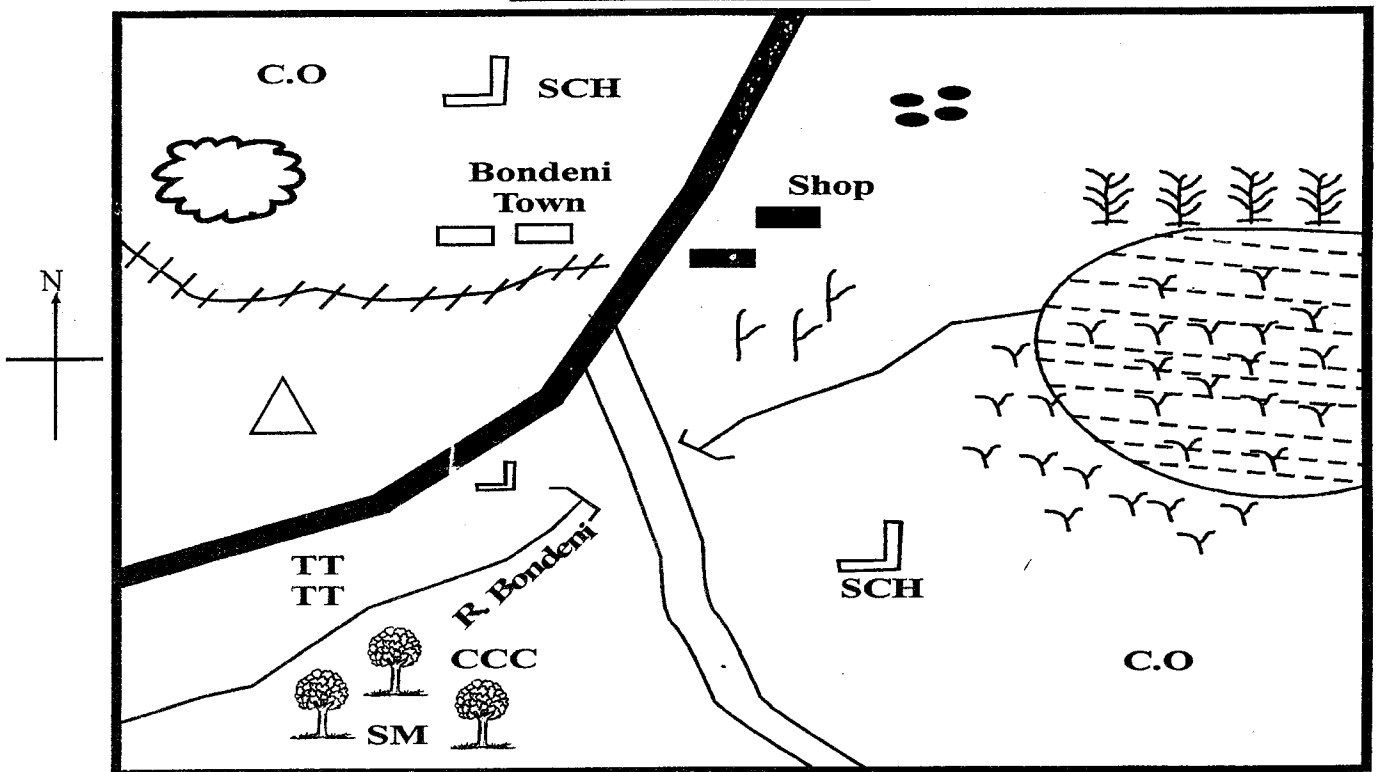 C.O
SCH
Bondeni
Town
Shop
N
TT
TT
R. Bondeni
SCH
CCC
SM
C.O